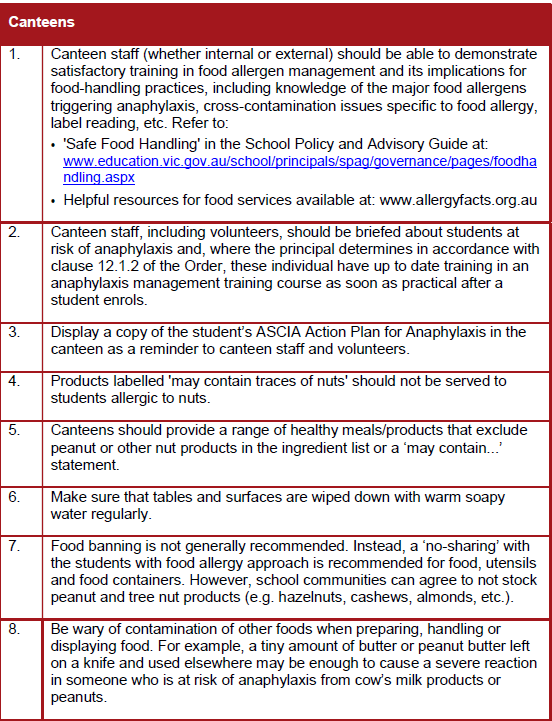 Canteens
1. Canteen staff (whether internal or external) should be able to demonstrate
satisfactory training in food allergen management and its implications for
food-handling practices, including knowledge of the major food allergens
triggering anaphylaxis, cross-contamination issues specific to food allergy,
label reading, etc. Refer to:
• 'Safe Food Handling' in the School Policy and Advisory Guide at:
www.education.vic.gov.au/school/principals/spag/governance/pages/foodha
ndling.aspx
• Helpful resources for food services available at: www.allergyfacts.org.au
2. Canteen staff, including volunteers, should be briefed about students at
risk of anaphylaxis and, where the principal determines in accordance with
clause 12.1.2 of the Order, these individual have up to date training in an
anaphylaxis management training course as soon as practical after a
student enrols.
3. Display a copy of the student's ASCIA Action Plan for Anaphylaxis in the
canteen as a reminder to canteen staff and volunteers.
4. Products labelled 'may contain traces of nuts' should not be served to
students allergic to nuts.
5. Canteens should provide a range of healthy meals/products that exclude
peanut or other nut products in the ingredient list or a ‘may contain...’
statement.
6. Make sure that tables and surfaces are wiped down with warm soapy
water regularly.
7. Food banning is not generally recommended. Instead, a ‘no-sharing’ with
the students with food allergy approach is recommended for food, utensils
and food containers. However, school communities can agree to not stock
peanut and tree nut products (e.g. hazelnuts, cashews, almonds, etc.).
8. Be wary of contamination of other foods when preparing, handling or
displaying food. For example, a tiny amount of butter or peanut butter left
on a knife and used elsewhere may be enough to cause a severe reaction
in someone who is at risk of anaphylaxis from cow’s milk products or
peanuts.